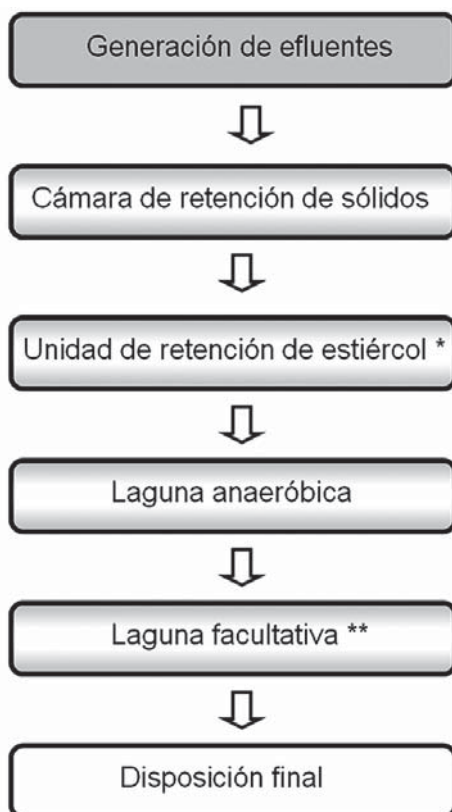 Generación de efluentes
Cámara de retención de sólidos
Unidad de retención de estiércol *
Laguna anaeróbica
Laguna facultativa **
Disposición final